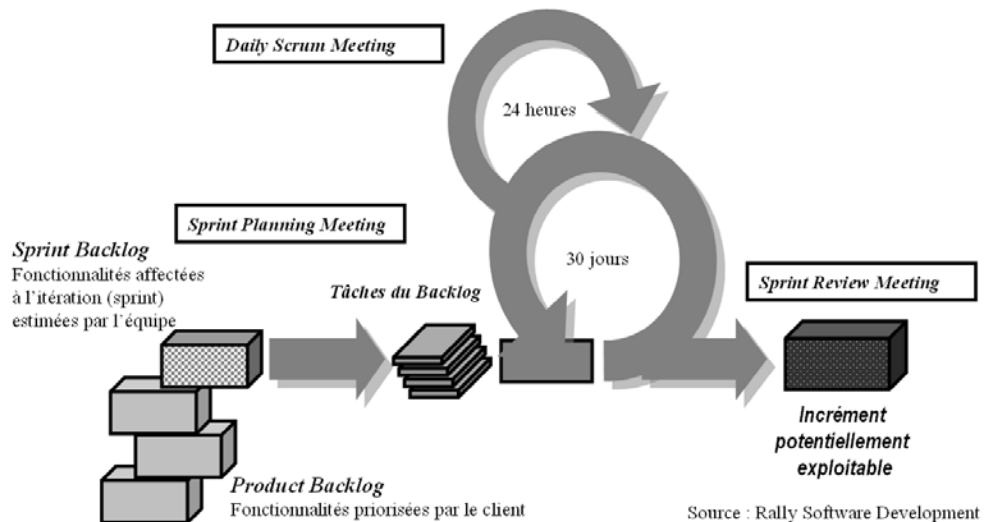 Daily Scrum Meeting
24 heures
Sprint Planning Meeting
Sprint Backlog
Fonctionnalités affectées
à l'itération (sprint)
estimées par l'équipe
30 jours
Tâches du Backlog
Sprint Review Meeting
Incrément
potentiellement
exploitable
Product Backlog
Fonctionnalités priorisées par le client
Source : Rally Software Development